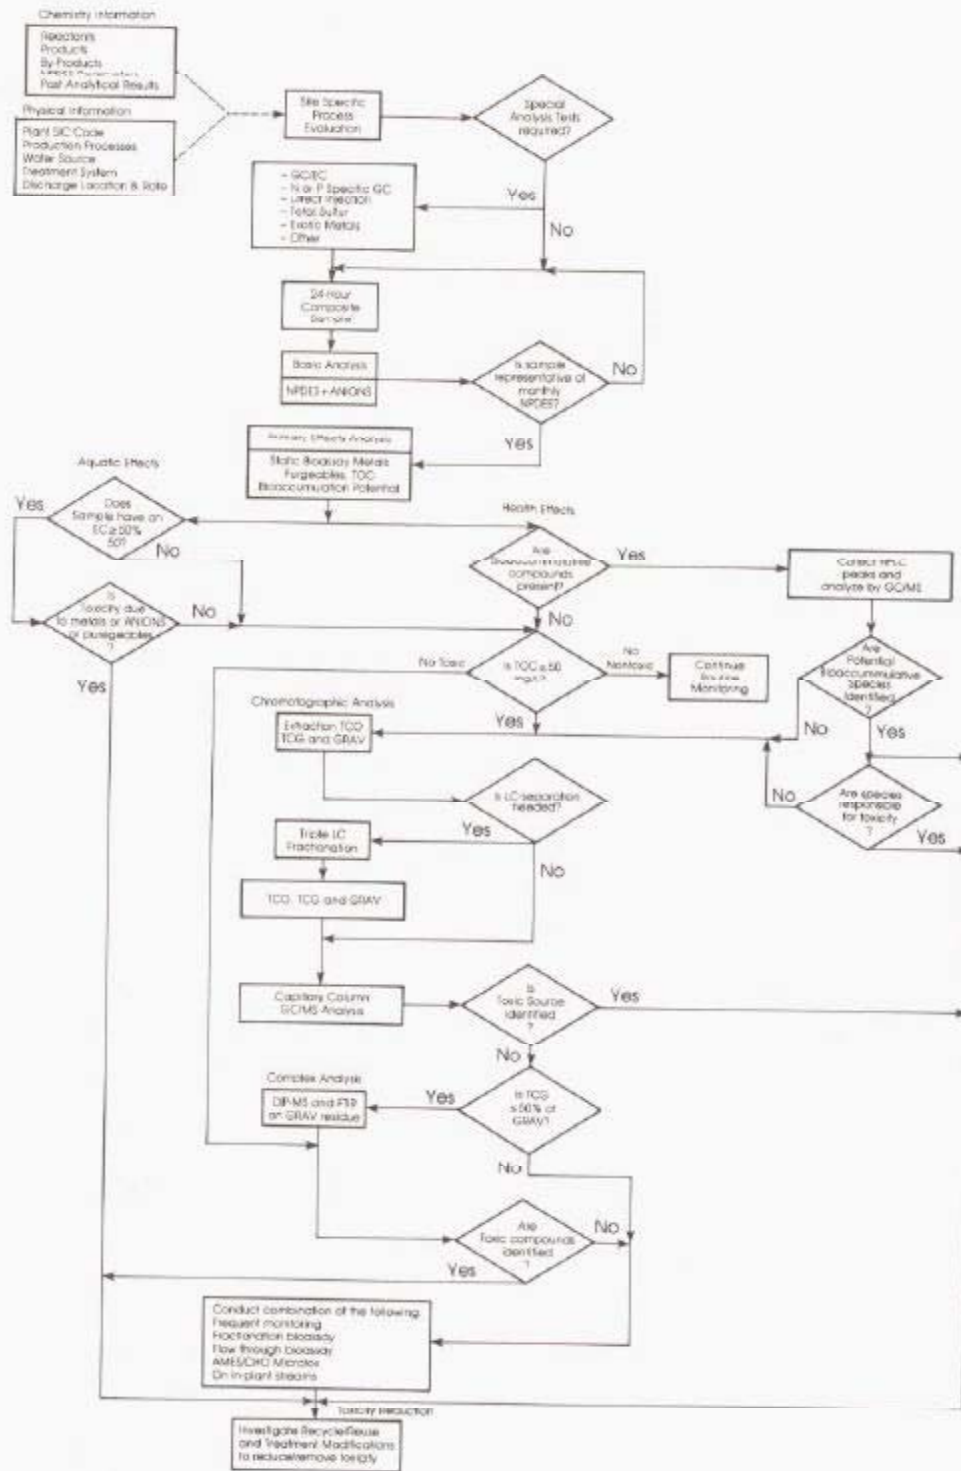 Chemistry Information
Reactants
Products
By-Products
Past Analytical Results
Physical Information
Plant SIC Code
Production Processes
Water Source
Treatment System
Discharge Location & Rate
Site Specific
Process
Evaluation
Special
Analysis Tests
required?
Yes
No
– GC/EC
– N or P Specific GC
– Direct Injection
– Total Sulfur
– Exotic Metals
– Other
24-Hour
Composite
Sample
Basic Analysis
NPDES + ANIONS
Is sample
representative of
monthly
NPDES?
No
Yes
Primary Effects Analysis
Static Bioassay Metals
Purgeables, TOC
Bioaccumulation Potential
Aquatic Effects
Yes
Does
Sample have an
EC ≥ 50%
50?
No
Health Effects
Are
compounds
present?
Yes
No
peaks and
analyze by GC/MS
Is
Toxicity due
to metals or ANIONS
or puregeables
?
No
Yes
No Toxic
Is TOC ≥ 50
No
Nontoxic
Continue
Routine
Monitoring
Yes
Are
Potential
Bioaccumulative
Species
Identified
?
No
Yes
Chromatographic Analysis
Extraction TCO
TCG and GRAV
Is LC-separation
needed?
Yes
No
No
Are species
responsible
for toxicity
?
Yes
Triple LC
Fractionation
TCO, TCG and GRAV
Capillary Column
GC/MS Analysis
Is
Toxic Source
identified
?
Yes
No
Complex Analysis
DIP-MS and FTIR
on GRAV residue
Yes
Is TCG
≤ 50% of
GRAV?
No
Are
Toxic compounds
identified
?
No
Yes
Conduct combination of the following:
Frequent monitoring
Fractionation bioassay
Flow through bioassay
AMES/CHO Microtox
On in-plant streams
Toxicity Reduction
Investigate Recycle/Reuse
and Treatment Modifications
to reduce/remove toxicity